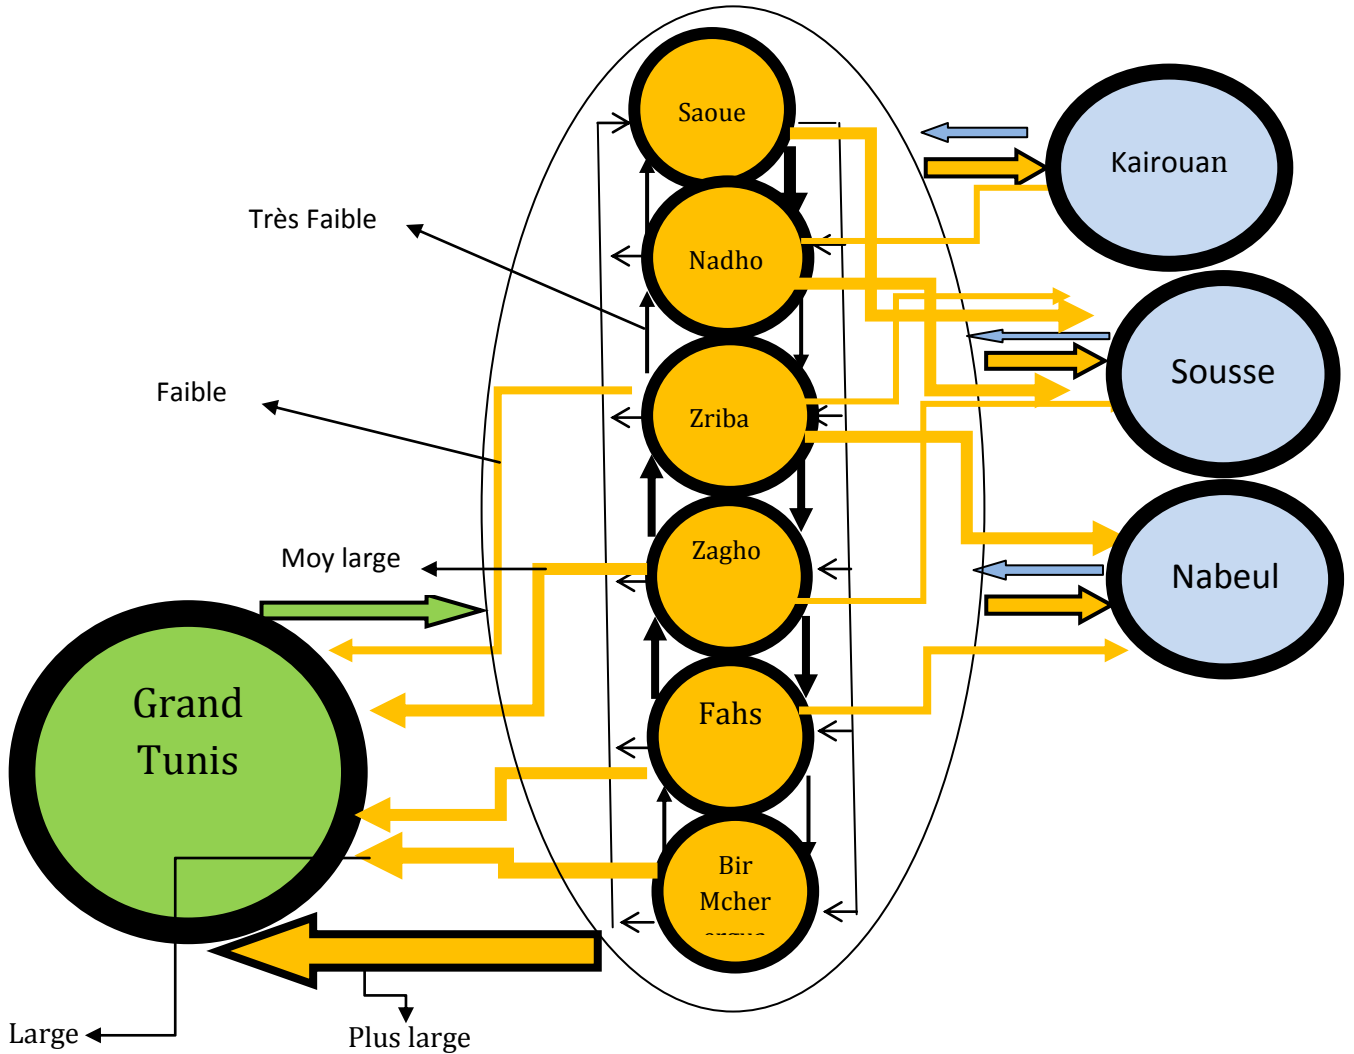 Saoue
Kairouan
Très Faible
Nadho
Sousse
Faible
Zriba
Zagho
Moy large
Nabeul
Grand
Tunis
Fahs
Bir
Mcher
Large
Plus large